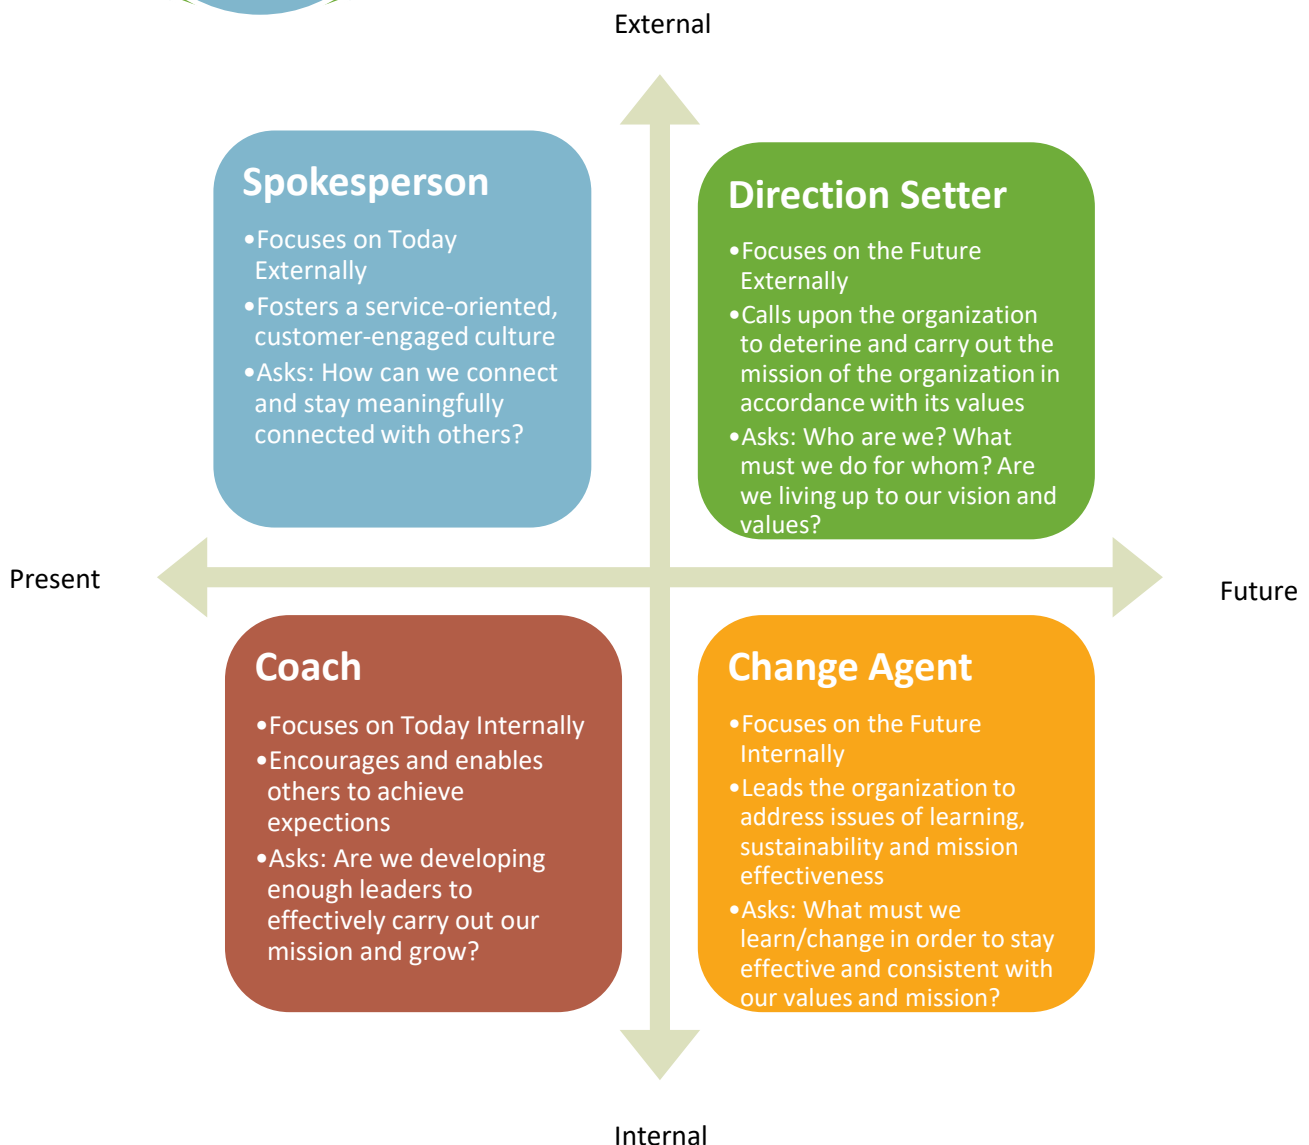 External
Spokesperson
•Focuses on Today
Externally
•Fosters a service-oriented,
customer-engaged culture
•Asks: How can we connect
and stay meaningfully
connected with others?
Direction Setter
•Focuses on the Future
Externally
•Calls upon the organization
to deterine and carry out the
mission of the organization in
accordance with its values
•Asks: Who are we? What
must we do for whom? Are
we living up to our vision and
values?
Present
Future
Coach
•Focuses on Today Internally
•Encourages and enables
others to achieve
expections
•Asks: Are we developing
enough leaders to
effectively carry out our
mission and grow?
Change Agent
•Focuses on the Future
Internally
•Leads the organization to
address issues of learning,
sustainability and mission
effectiveness
•Asks: What must we
learn/change in order to stay
effective and consistent with
our values and mission?
Internal